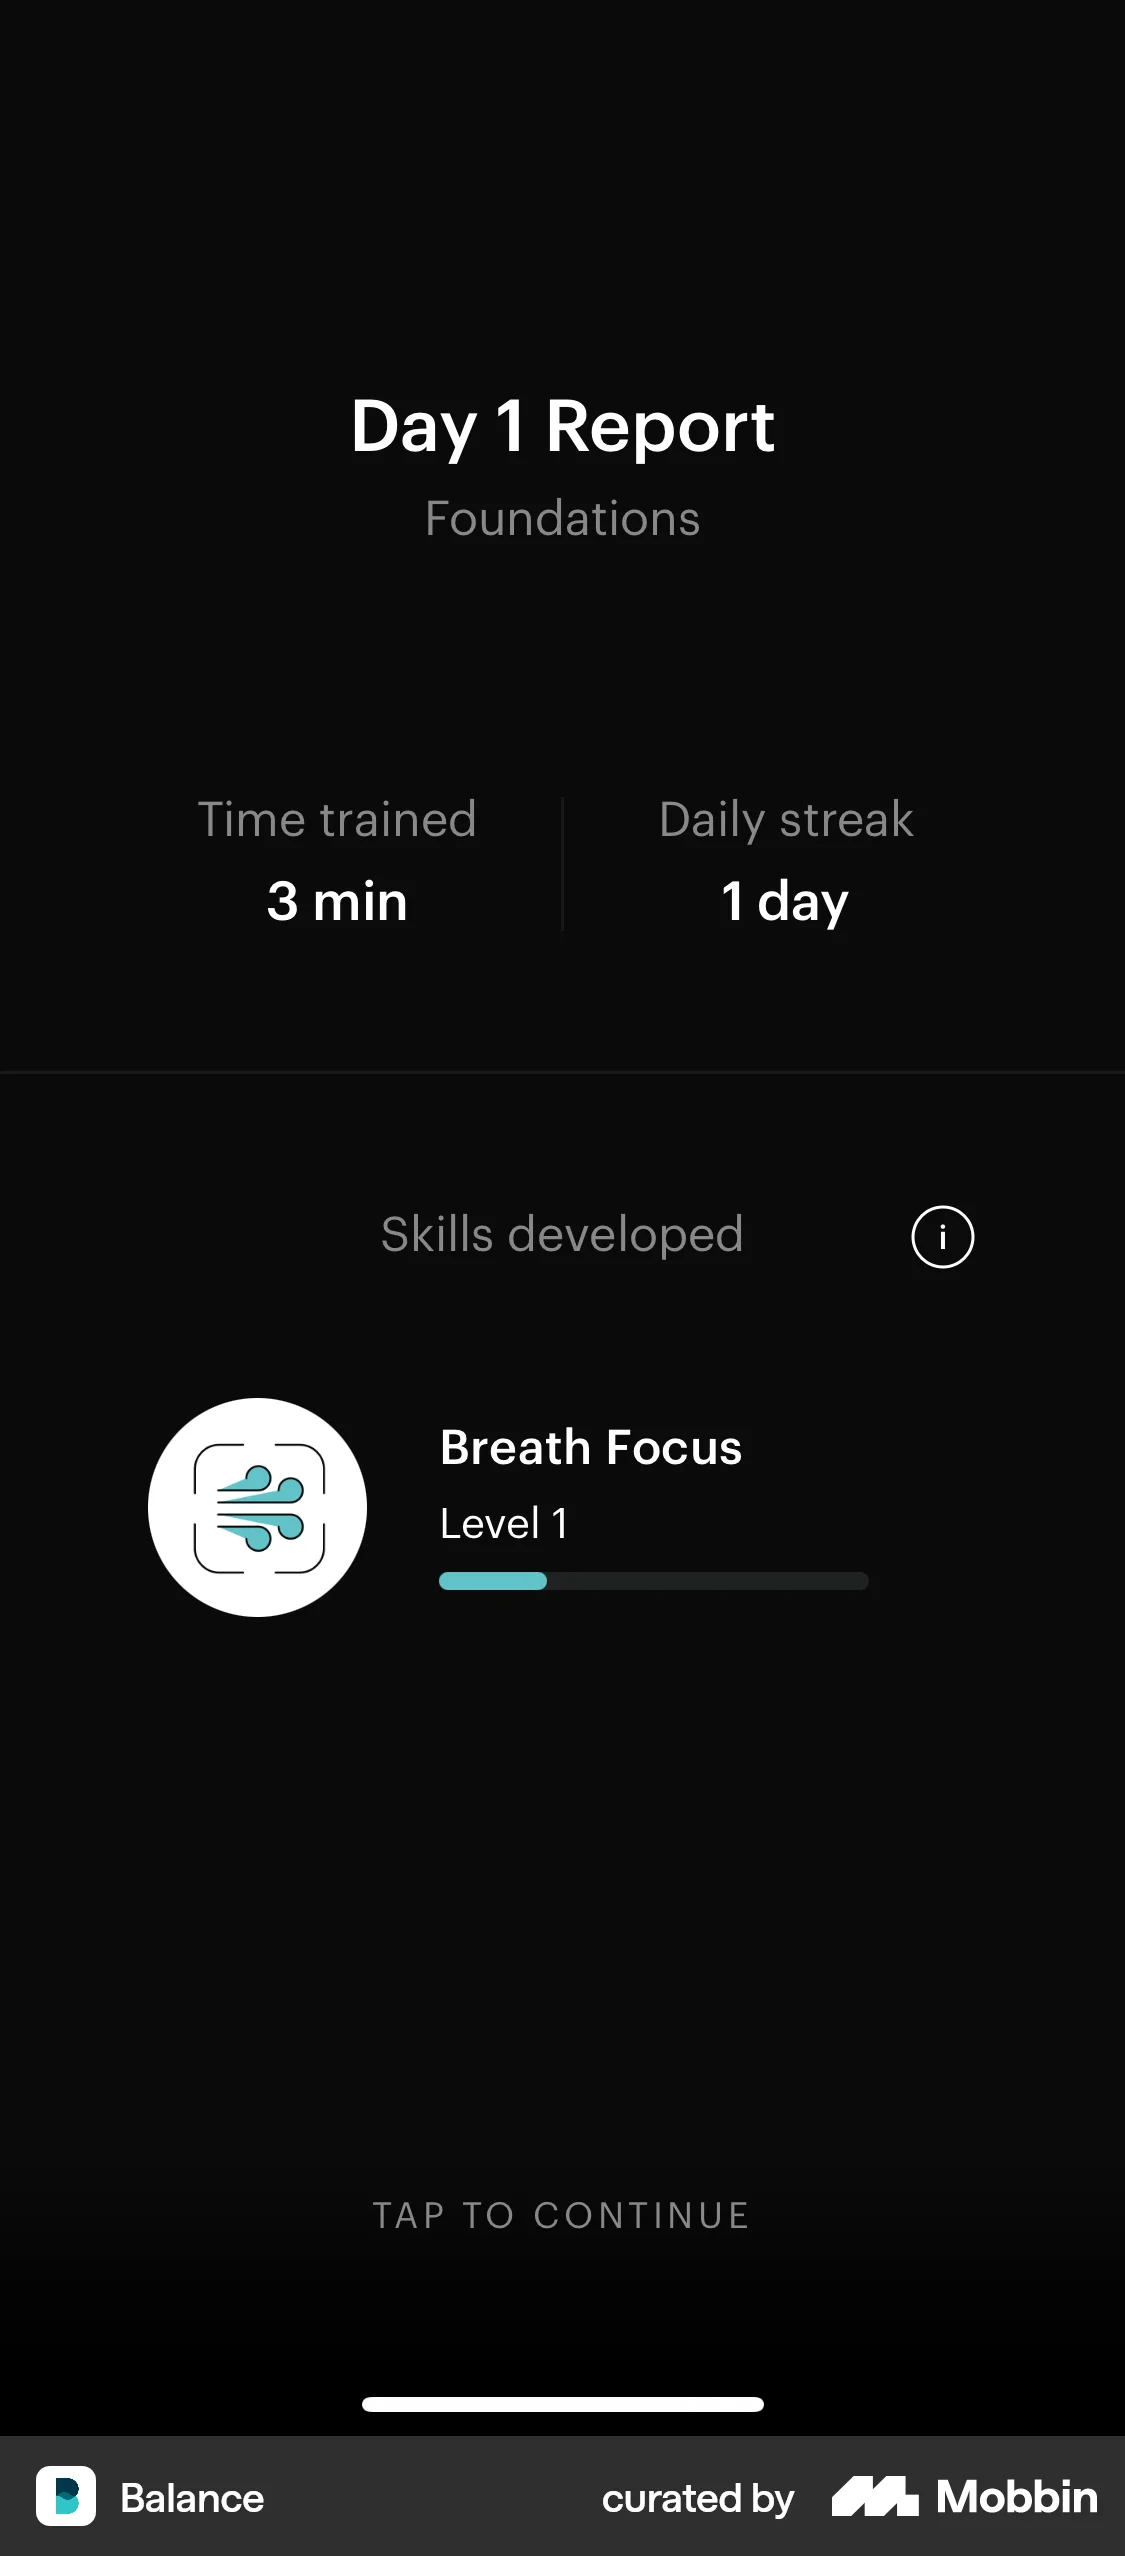 Day 1 Report
Foundations
Time trained
3 min
Daily streak
1 day
Skills developed
i
Breath Focus
Level 1
TAP TO CONTINUE
B Balance
curated by Mobbin